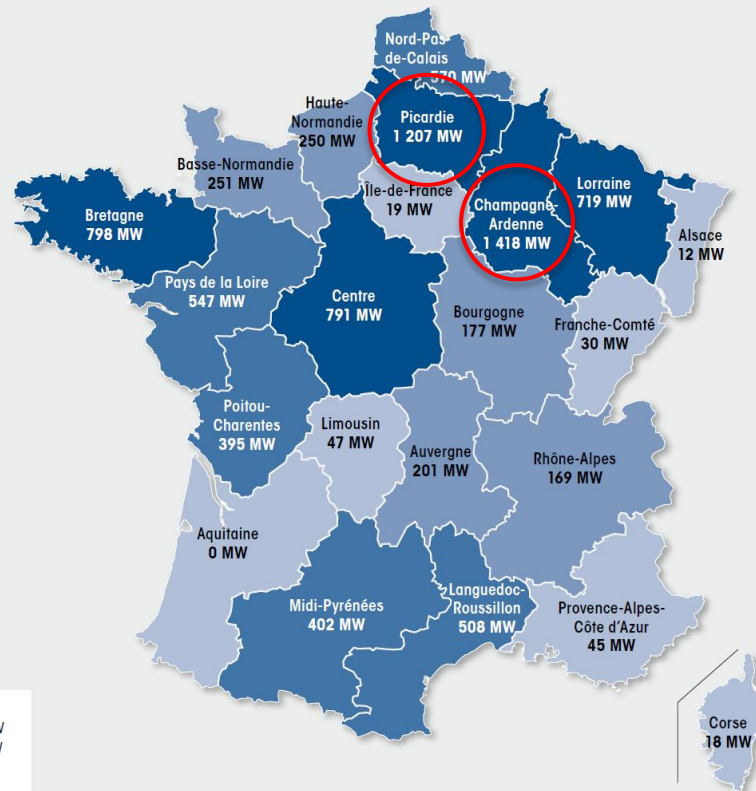 Nord-Pas-
de-Calais
570 MW
Haute-
Normandie
250 MW
Picardie
1 207 MW
Basse-Normandie
251 MW
Île-de-France
19 MW
Champagne-
Ardenne
1 418 MW
Lorraine
719 MW
Alsace
12 MW
Bretagne
798 MW
Pays de la Loire
547 MW
Centre
791 MW
Bourgogne
177 MW
Franche-Comté
30 MW
Poitou-
Charentes
395 MW
Limousin
47 MW
Auvergne
201 MW
Rhône-Alpes
169 MW
Aquitaine
0 MW
Midi-Pyrénées
402 MW
Languedoc-
Roussillon
508 MW
Provence-Alpes-
Côte d'Azur
45 MW
Corse
18 MW